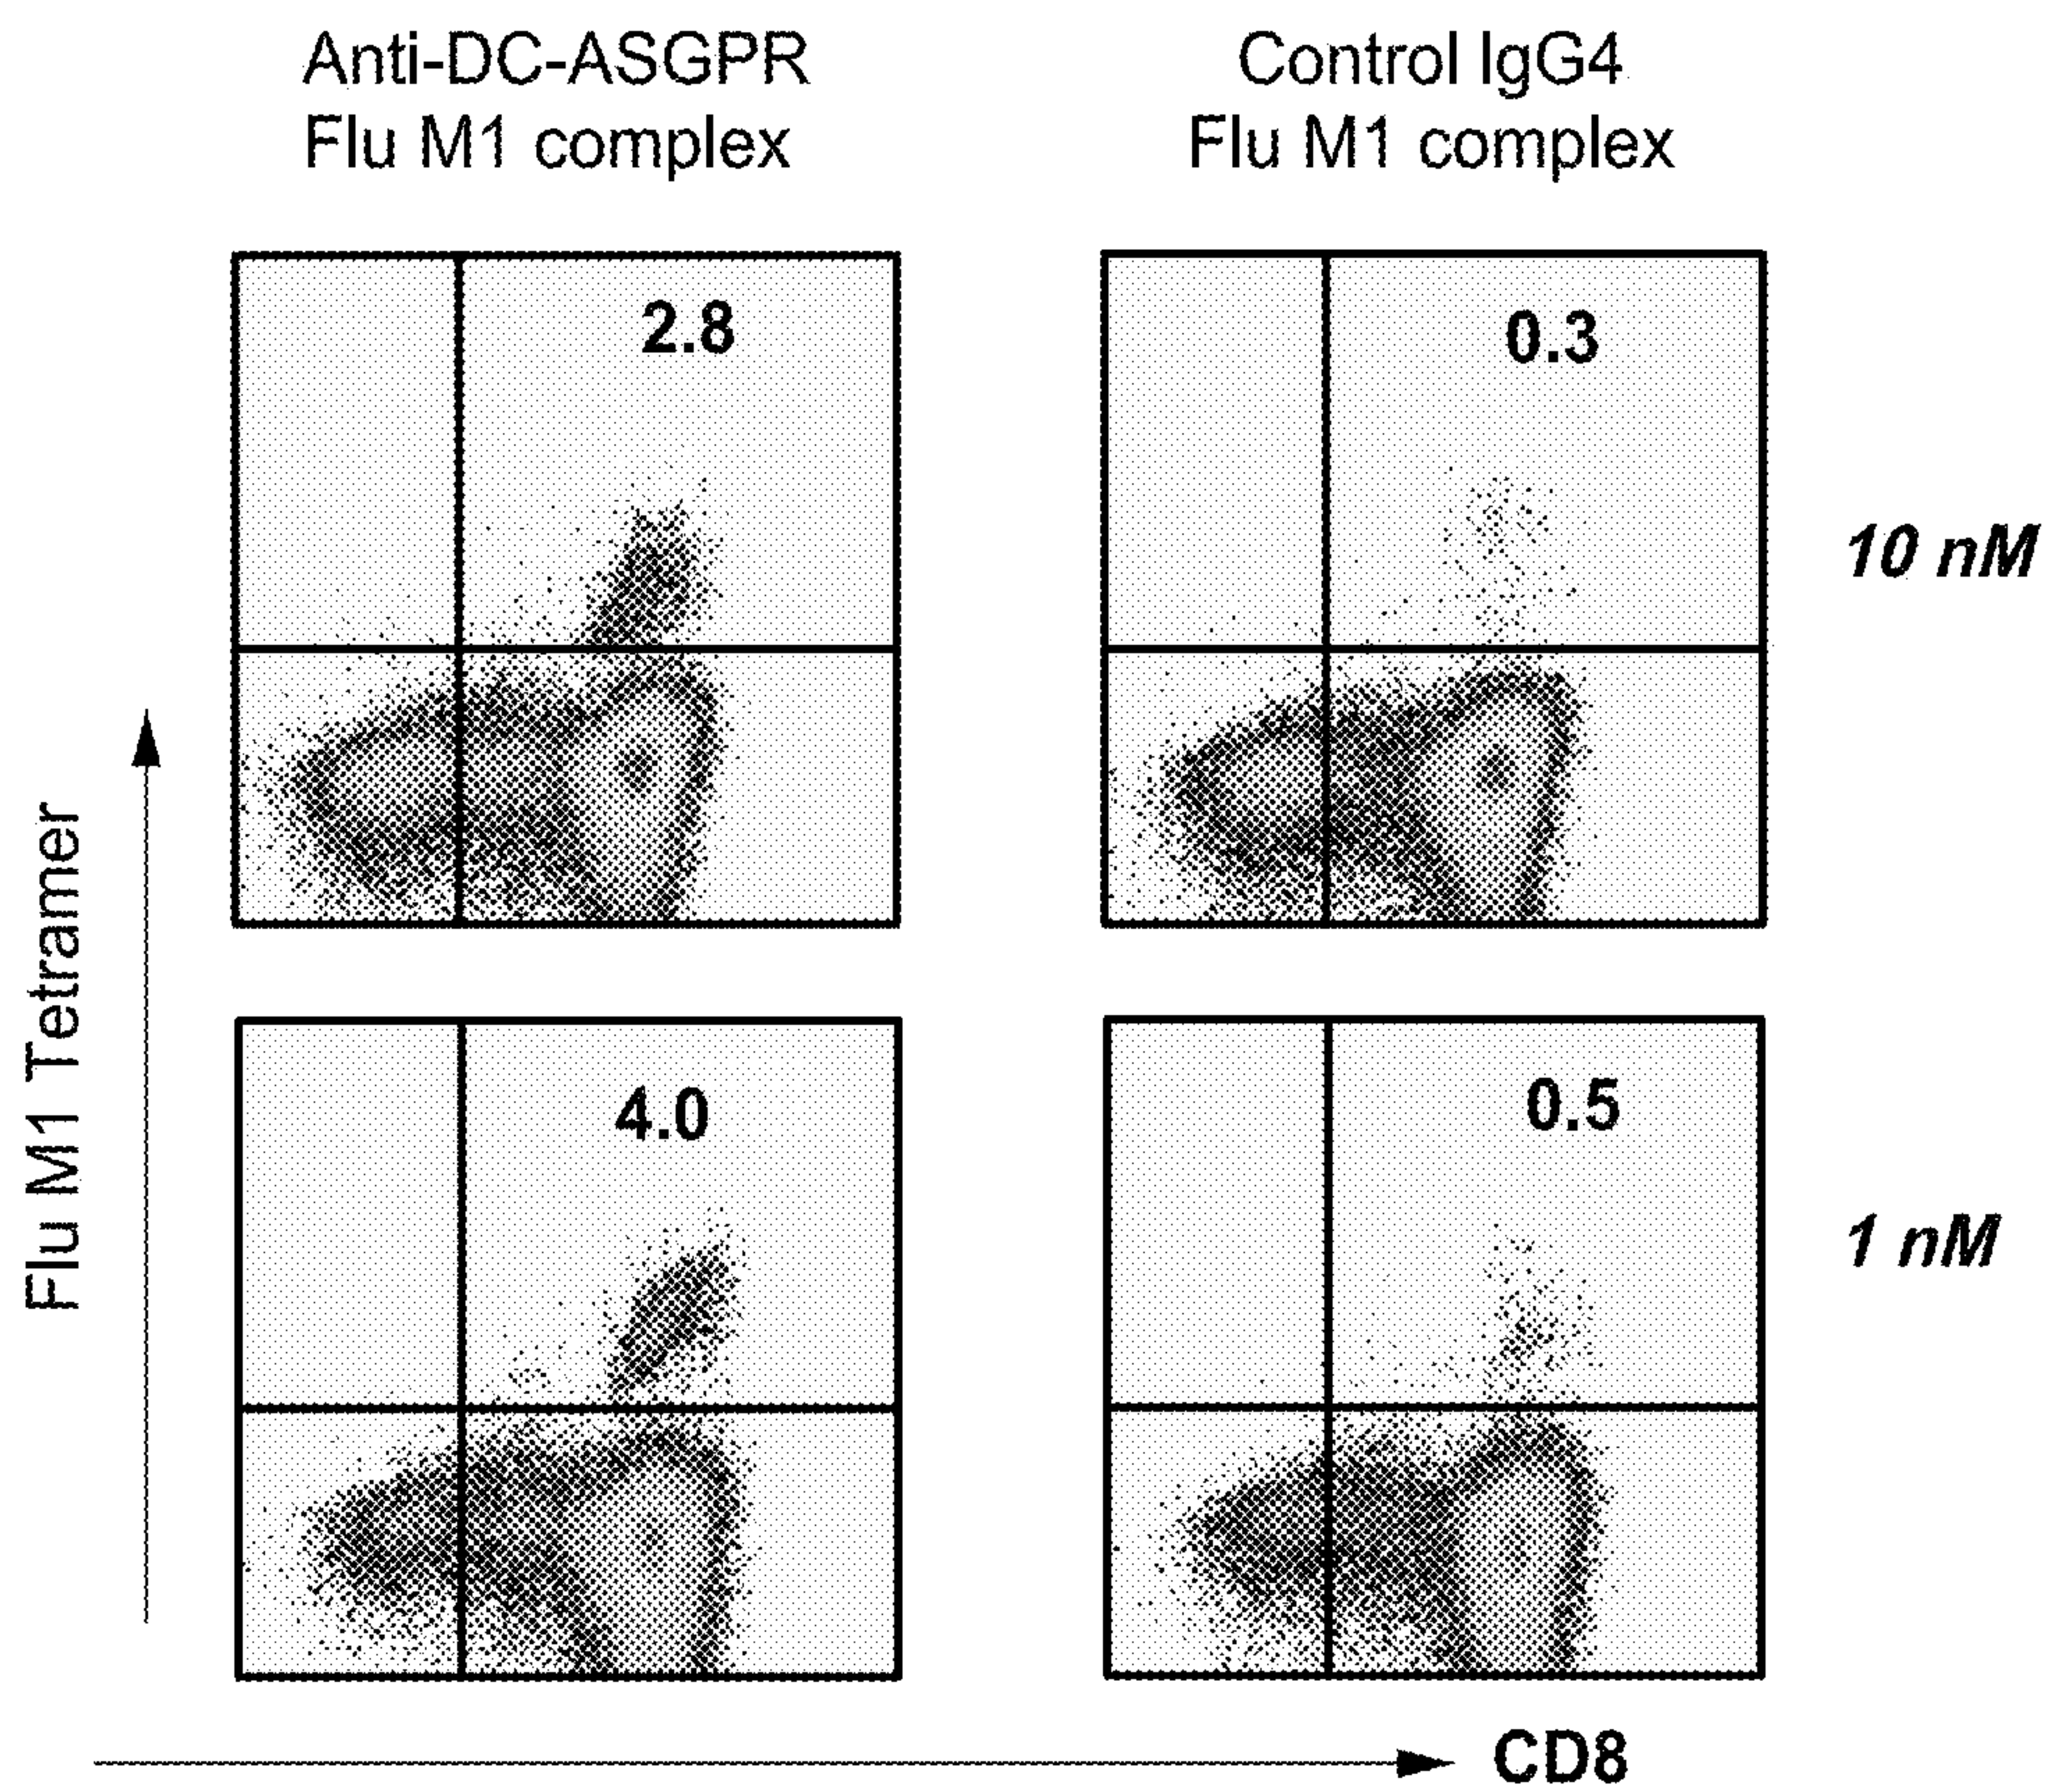 Anti-DC-ASGPR
Flu M1 complex
Control IgG4
Flu M1 complex
2.8
0.3
10 nM
4.0
0.5
1 nM
Flu M1 Tetramer
CD8